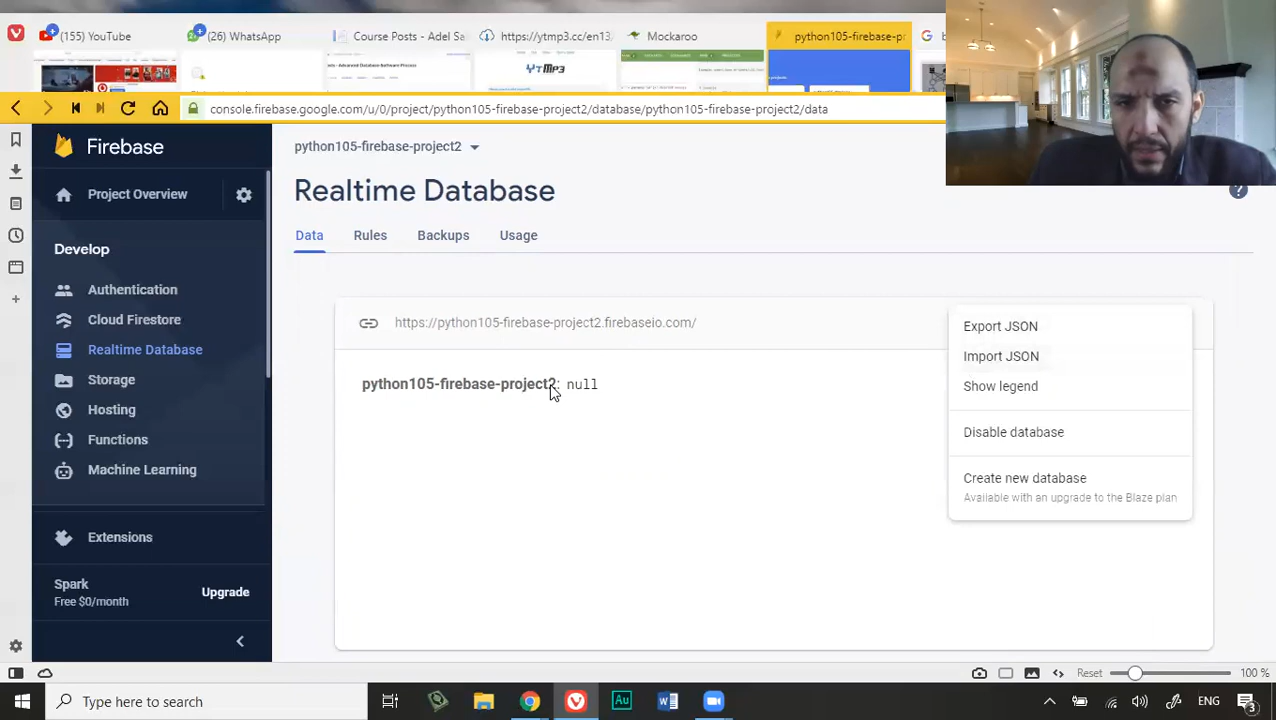 (155) YouTube
(26) WhatsApp
Course Posts - Adel Sa
https://ytmp3.cc/en13
Mockaroo
python105-firebase-pr
YTMP3
console.firebase.google.com/u/0/project/python105-firebase-project2/database/python105-firebase-project2/data
Firebase
python105-firebase-project2
Project Overview
Realtime Database
?
Data
Rules
Backups
Usage
Develop
Authentication
Cloud Firestore
Realtime Database
Storage
Hosting
Functions
Machine Learning
Extensions
Spark
Free $0/month
Upgrade
https://python105-firebase-project2.firebaseio.com/
python105-firebase-project2: null
Export JSON
Import JSON
Show legend
Disable database
Create new database
Available with an upgrade to the Blaze plan
Reset
100 %
Type here to search
Au
ENG